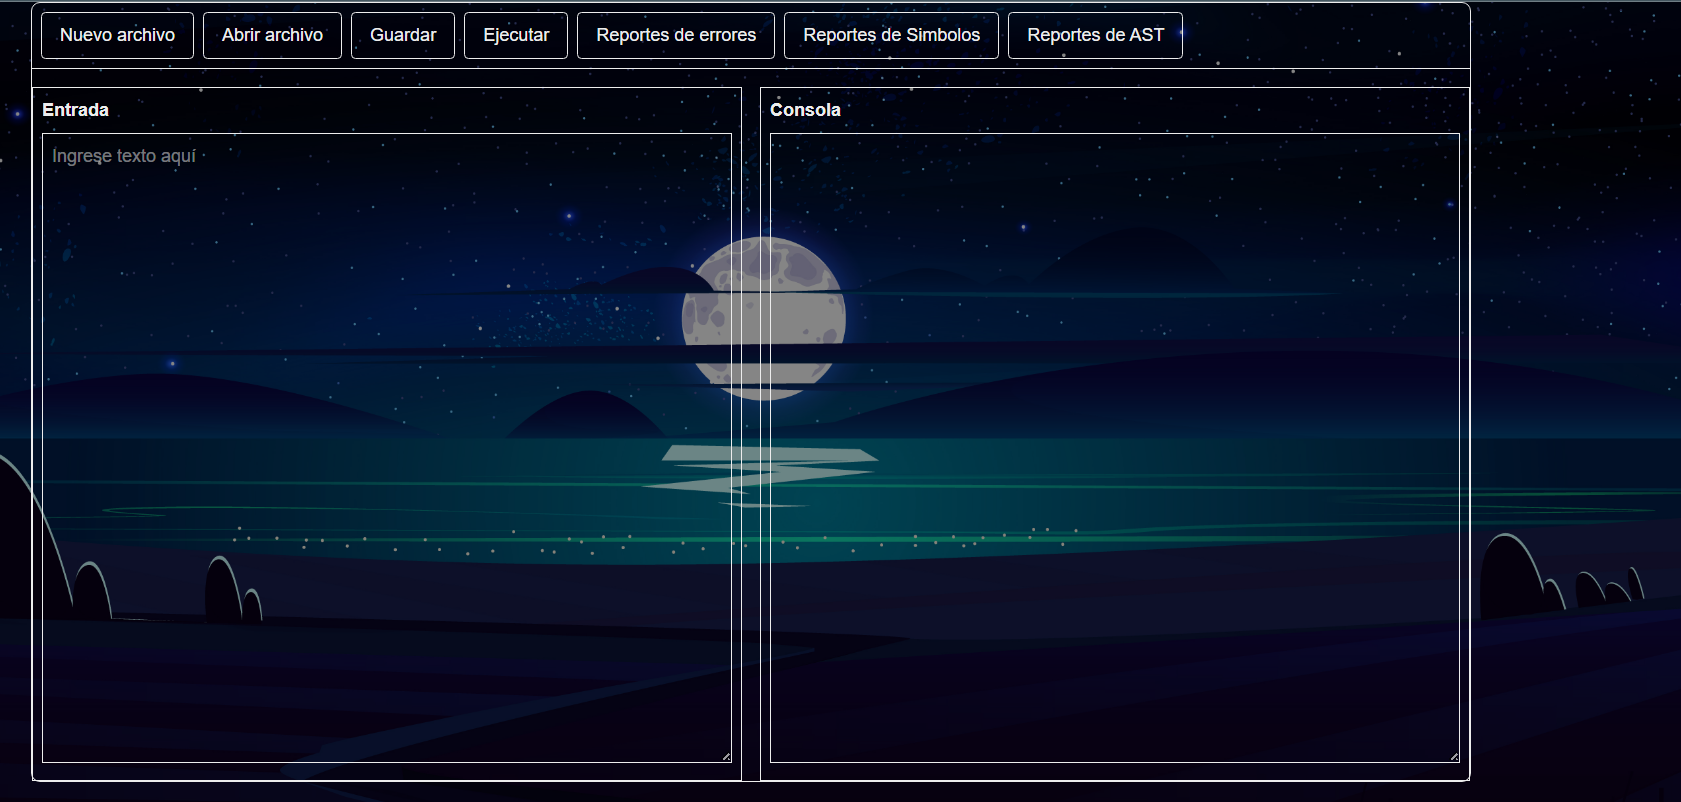 Nuevo archivo Abrir archivo Guardar Ejecutar Reportes de errores Reportes de Simbolos Reportes de AST
Entrada Consola
Ingrese texto aquí